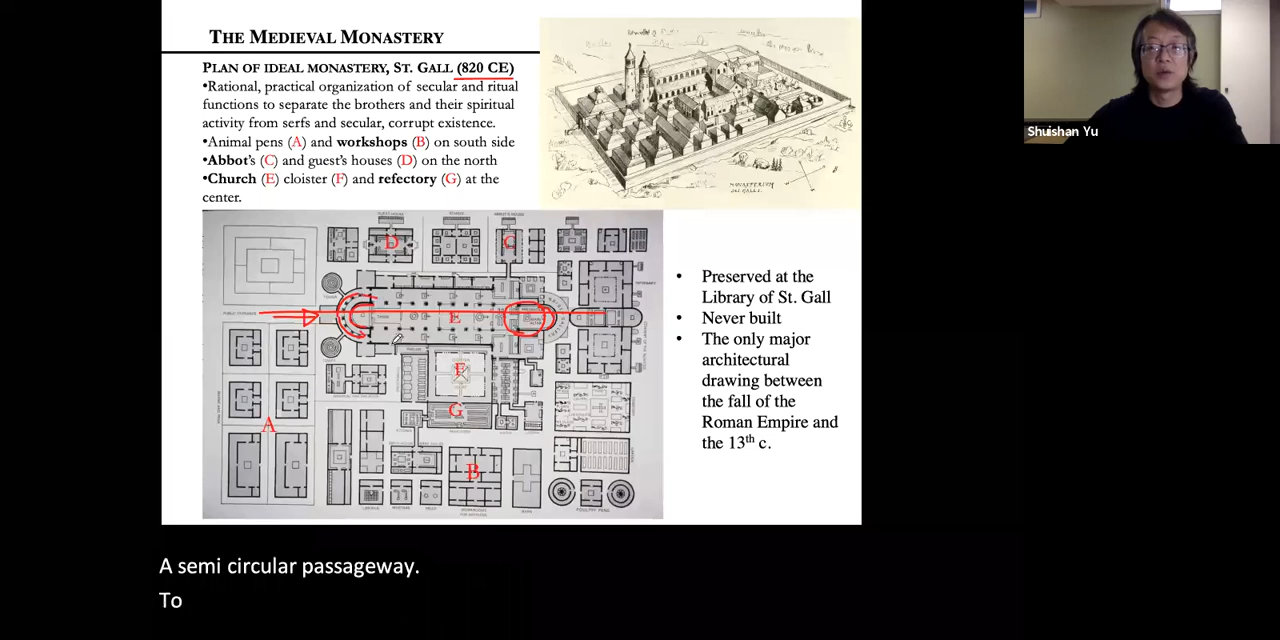 THE MEDIEVAL MONASTERY
PLAN OF IDEAL MONASTERY, ST. GALL (820 CE)
•Rational, practical organization of secular and ritual
functions to separate the brothers and their spiritual
activity from serfs and secular, corrupt existence.
•Animal pens (A) and workshops (B) on south side
•Abbot's (C) and guest's houses (D) on the north
•Church (E) cloister (F) and refectory (G) at the
center.
MONASTERIUM
Shuishan Yu
D
C
E
F
G
A
B
• Preserved at the
Library of St. Gall
• Never built
• The only major
architectural
drawing between
the fall of the
Roman Empire and
the 13th c.
A semi circular passageway.
To